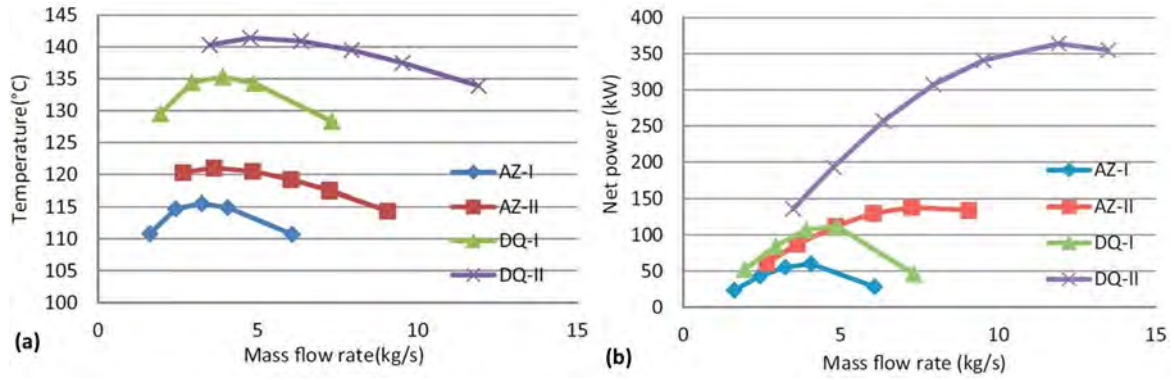 145
140
135
130
125
120
115
110
105
100
Temperature(°C)
0
5
10
15
Mass flow rate(kg/s)
AZ-I
AZ-II
DQ-I
DQ-II
(a)
400
350
300
250
200
150
100
50
0
Net power (kW)
0
5
10
15
Mass flow rate (kg/s)
AZ-I
AZ-II
DQ-I
DQ-II
(b)